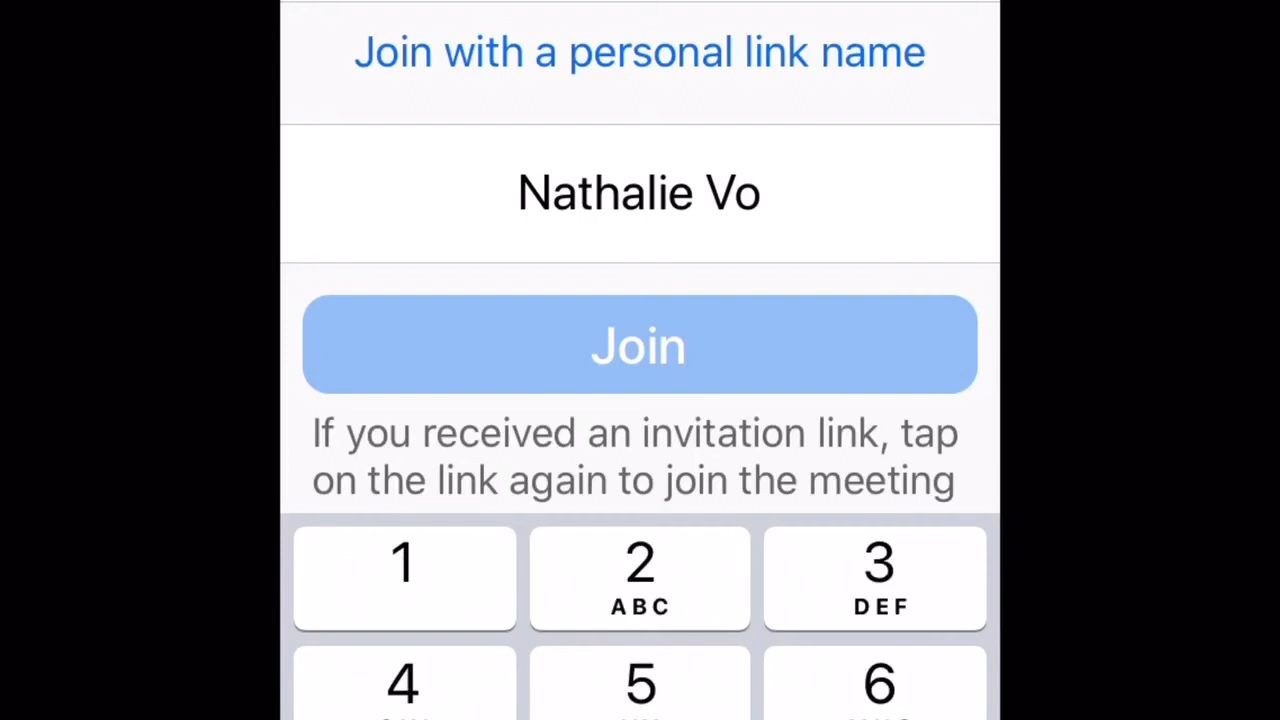 Join with a personal link name
Nathalie Vo
Join
If you received an invitation link, tap
on the link again to join the meeting
1 2 3
ABC DEF
4 5 6